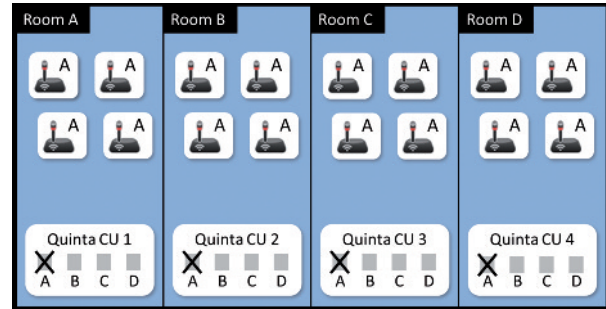 Room A
Room B
Room C
Room D
A A
A A
A A
A A
A A
A A
A A
A A
Quinta CU 1
A B C D
Quinta CU 2
A B C D
Quinta CU 3
A B C D
Quinta CU 4
A B C D